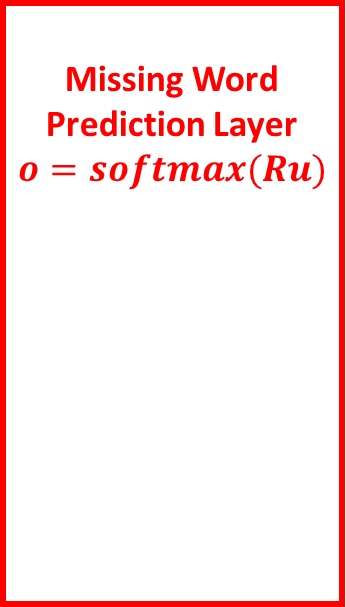 Missing Word
Prediction Layer
o = softmax(Ru)